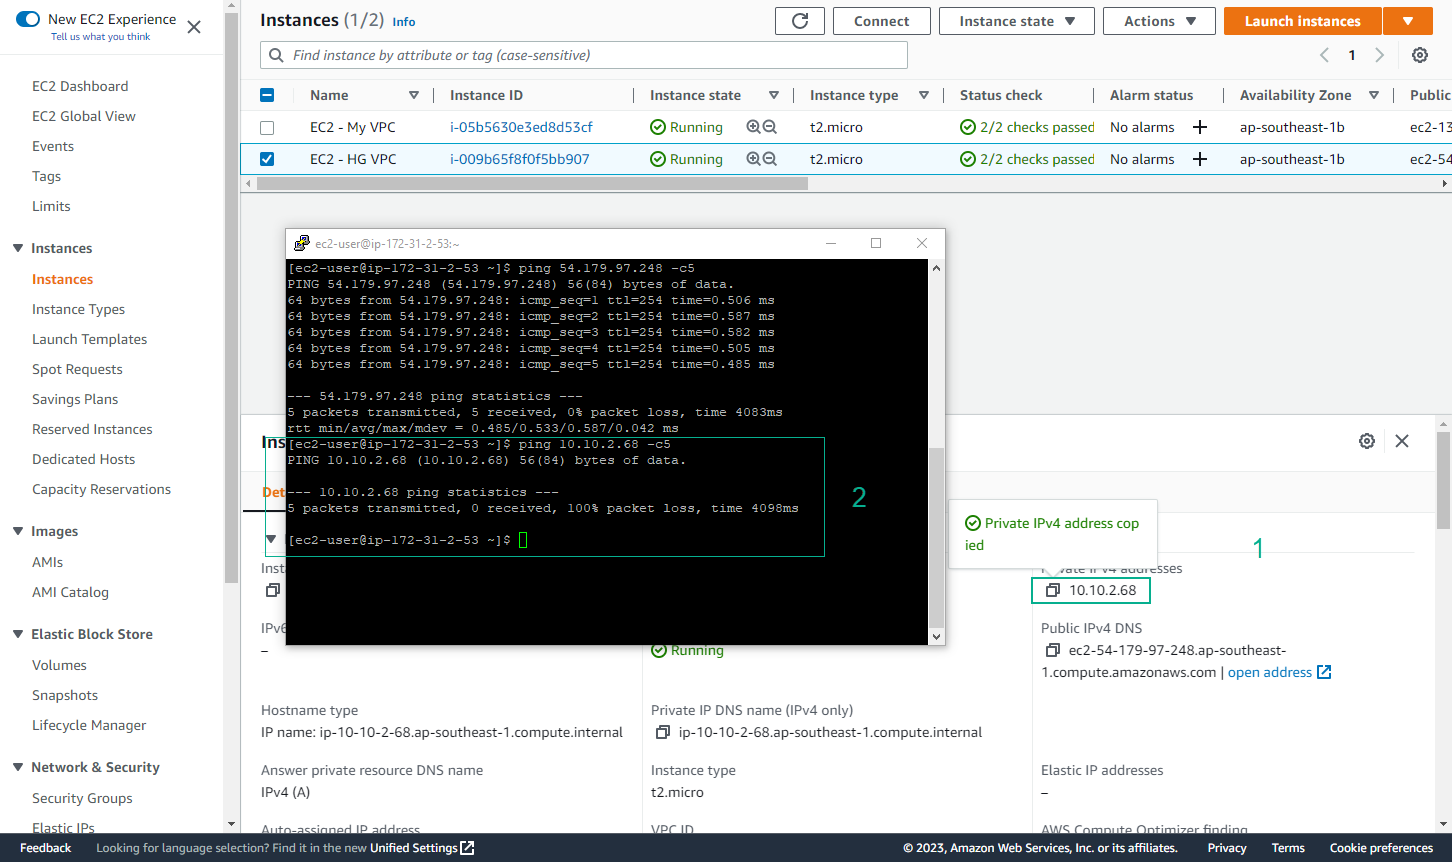 New EC2 Experience
Tell us what you think
EC2 Dashboard
EC2 Global View
Events
Tags
Limits
Instances
Instances
Instance Types
Launch Templates
Spot Requests
Savings Plans
Reserved Instances
Dedicated Hosts
Capacity Reservations
Images
AMIs
AMI Catalog
Elastic Block Store
Volumes
Snapshots
Lifecycle Manager
Network & Security
Security Groups
Elastic IPs
Instances (1/2) Info
Connect
Instance state
Actions
Launch instances
Find instance by attribute or tag (case-sensitive)
1
Name Instance ID Instance state Instance type Status check Alarm status Availability Zone Public
EC2 - My VPC i-05b5630e3ed8d53cf Running t2.micro 2/2 checks passed No alarms + ap-southeast-1b ec2-13
EC2 - HG VPC i-009b65f8f0f5bb907 Running t2.micro 2/2 checks passed No alarms + ap-southeast-1b ec2-54
ec2-user@ip-172-31-2-53:~
[ec2-user@ip-172-31-2-53 ~]$ ping 54.179.97.248 -c5
PING 54.179.97.248 (54.179.97.248) 56(84) bytes of data.
64 bytes from 54.179.97.248: icmp_seq=1 ttl=254 time=0.506 ms
64 bytes from 54.179.97.248: icmp_seq=2 ttl=254 time=0.587 ms
64 bytes from 54.179.97.248: icmp_seq=3 ttl=254 time=0.582 ms
64 bytes from 54.179.97.248: icmp_seq=4 ttl=254 time=0.505 ms
64 bytes from 54.179.97.248: icmp_seq=5 ttl=254 time=0.485 ms
--- 54.179.97.248 ping statistics ---
5 packets transmitted, 5 received, 0% packet loss, time 4083ms
rtt min/avg/max/mdev = 0.485/0.533/0.587/0.042 ms
[ec2-user@ip-172-31-2-53 ~]$ ping 10.10.2.68 -c5
PING 10.10.2.68 (10.10.2.68) 56(84) bytes of data.
--- 10.10.2.68 ping statistics ---
5 packets transmitted, 0 received, 100% packet loss, time 4098ms
[ec2-user@ip-172-31-2-53 ~]$
2
Ins
Det
Inst
IPv6
–
Private IPv4 address cop
ied
1
Private IPv4 addresses
10.10.2.68
Running
Public IPv4 DNS
ec2-54-179-97-248.ap-southeast-
1.compute.amazonaws.com | open address
Hostname type
IP name: ip-10-10-2-68.ap-southeast-1.compute.internal
Private IP DNS name (IPv4 only)
ip-10-10-2-68.ap-southeast-1.compute.internal
Answer private resource DNS name
IPv4 (A)
Instance type
t2.micro
Elastic IP addresses
–
Auto-assigned IP address
VPC ID
AWS Compute Optimizer finding
Feedback Looking for language selection? Find it in the new Unified Settings © 2023, Amazon Web Services, Inc. or its affiliates. Privacy Terms Cookie preferences